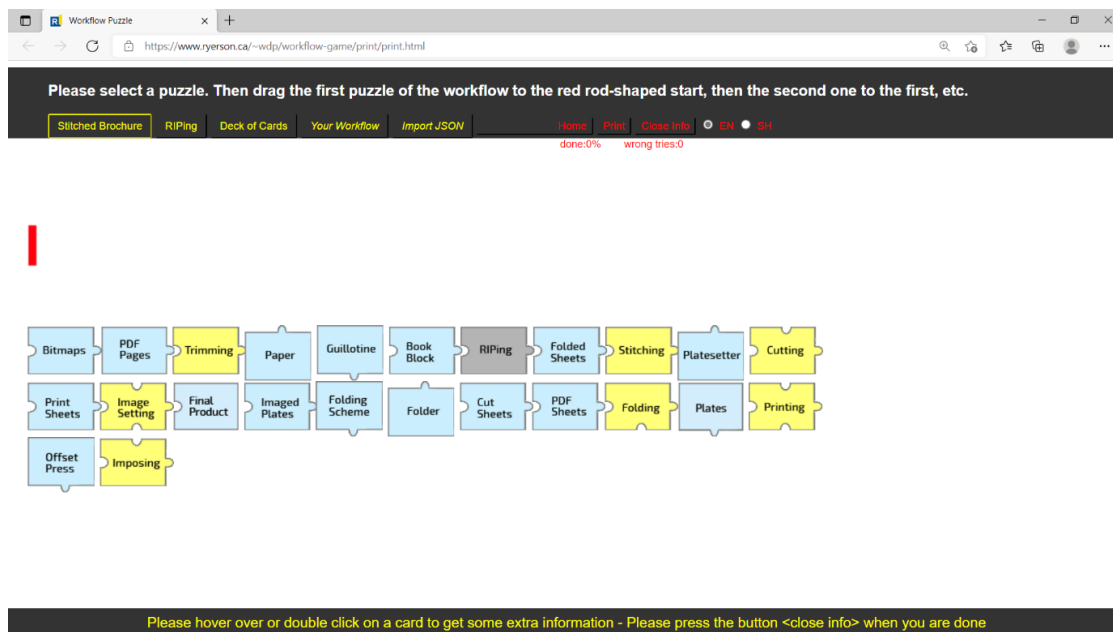 Workflow Puzzle
https://www.ryerson.ca/~wdp/workflow-game/print/print.html
Please select a puzzle. Then drag the first puzzle of the workflow to the red rod-shaped start, then the second one to the first, etc.
Stitched Brochure RIPing Deck of Cards Your Workflow Import JSON Home Print Close Info EN SH
done:0% wrong tries:0
Bitmaps PDF Pages Trimming Paper Guillotine Book Block RIPing Folded Sheets Stitching Platesetter Cutting
Print Sheets Image Setting Final Product Imaged Plates Folding Scheme Folder Cut Sheets PDF Sheets Folding Plates Printing
Offset Press Imposing
Please hover over or double click on a card to get some extra information - Please press the button <close info> when you are done